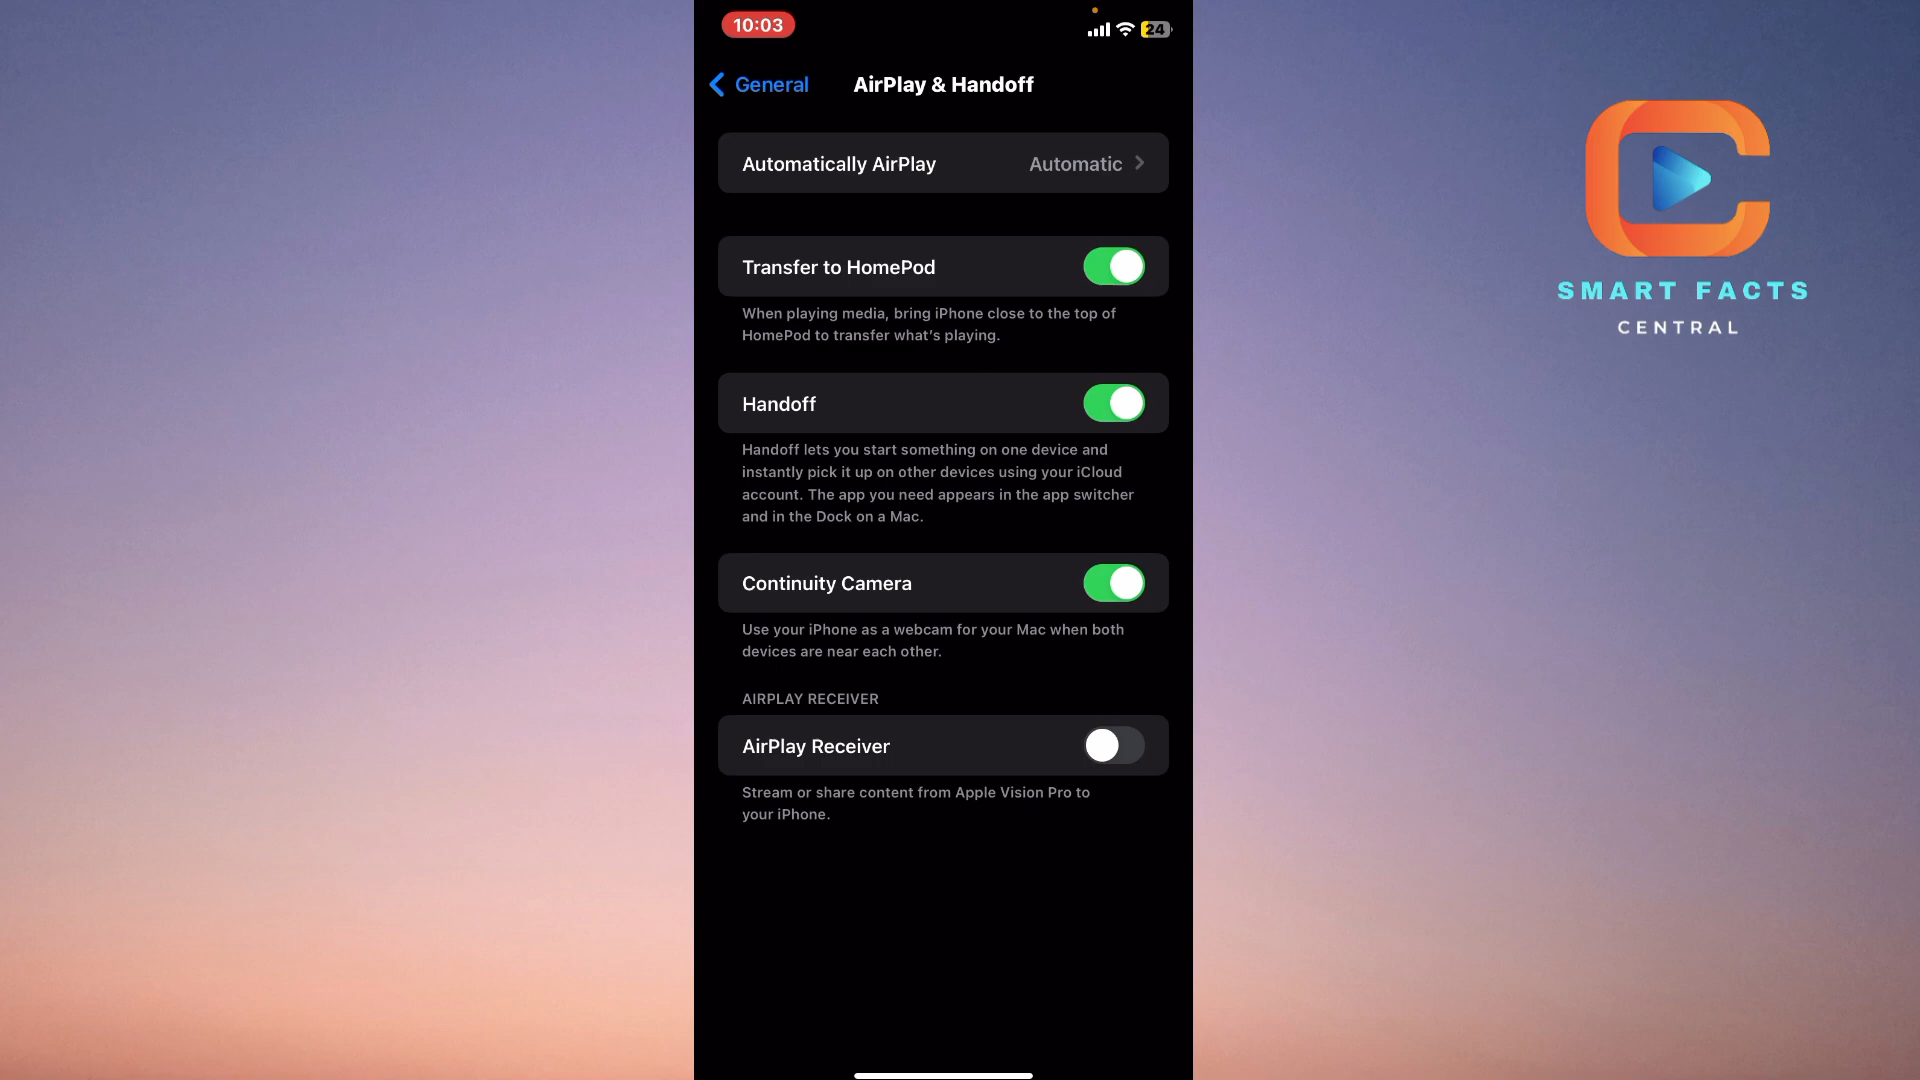 10:03
24
General
AirPlay & Handoff
Automatically AirPlay Automatic
Transfer to HomePod
When playing media, bring iPhone close to the top of
HomePod to transfer what's playing.
Handoff
Handoff lets you start something on one device and
instantly pick it up on other devices using your iCloud
account. The app you need appears in the app switcher
and in the Dock on a Mac.
Continuity Camera
Use your iPhone as a webcam for your Mac when both
devices are near each other.
AIRPLAY RECEIVER
AirPlay Receiver
Stream or share content from Apple Vision Pro to
your iPhone.
SMART FACTS
CENTRAL